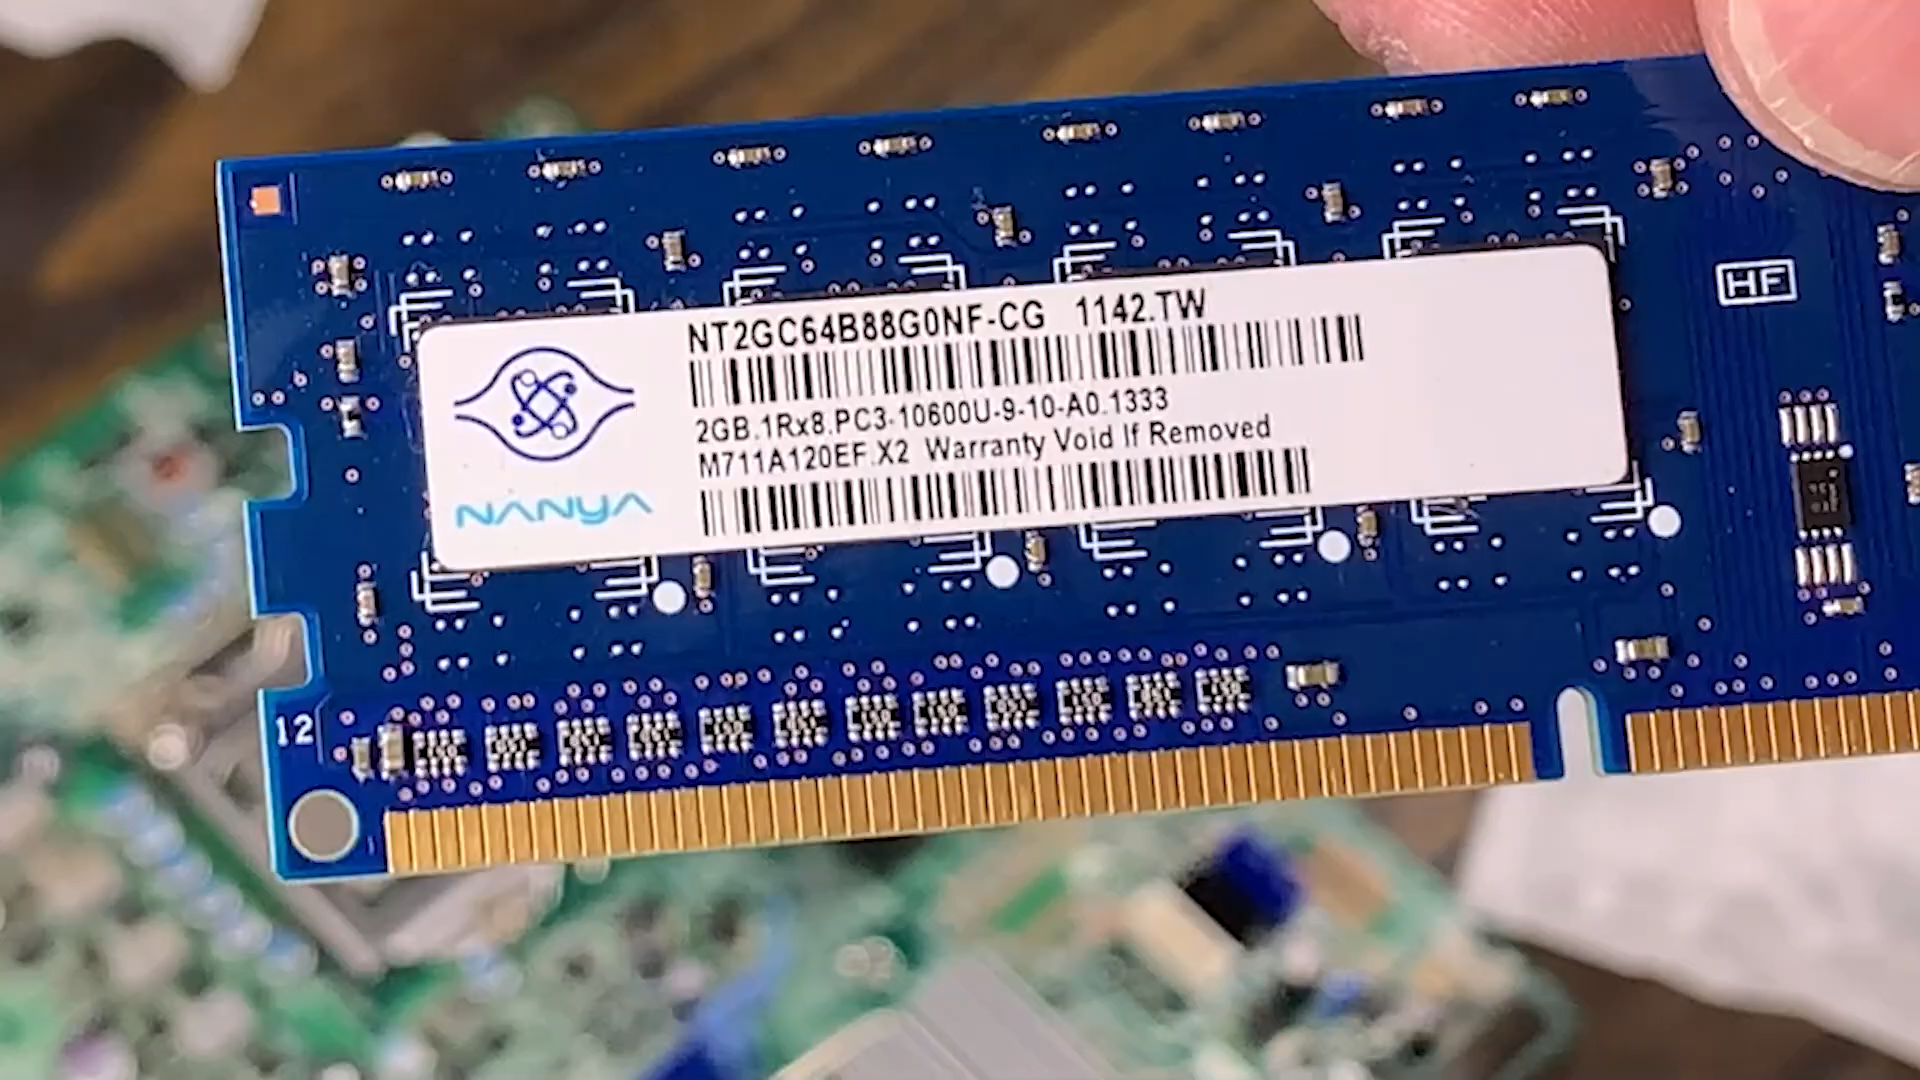 NT2GC64B88G0NF-CG 1142.TW
2GB.1Rx8.PC3-10600U-9-10-A0.1333
M711A120EF.X2 Warranty Void If Removed
NANYA
HF
12